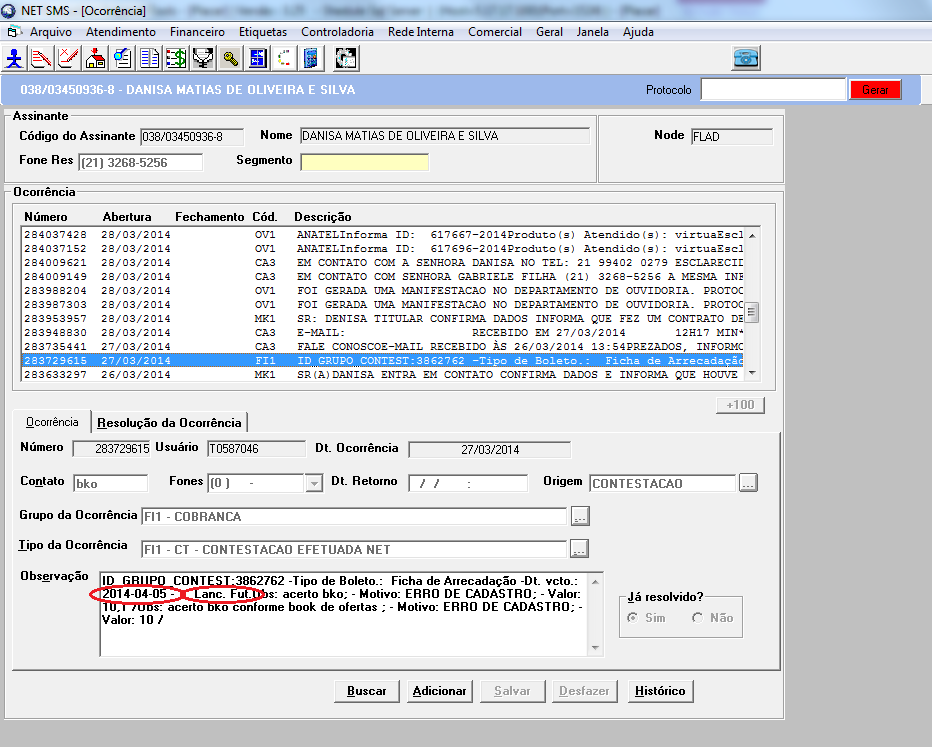 NET SMS - [Ocorrência]
Arquivo Atendimento Financeiro Etiquetas Controladoria Rede Interna Comercial Geral Janela Ajuda
038/03450936-8 - DANISA MATIAS DE OLIVEIRA E SILVA Protocolo Gerar
Assinante
Código do Assinante 038/03450936-8 Nome DANISA MATIAS DE OLIVEIRA E SILVA Node FLAD
Fone Res (21) 3268-5256 Segmento
Ocorrência
Número Abertura Fechamento Cód. Descrição
284037428 28/03/2014 OV1 ANATELInforma ID: 617667-2014Produto(s) Atendido(s): virtuaEscl
284037152 28/03/2014 OV1 ANATELInforma ID: 617696-2014Produto(s) Atendido(s): virtuaEscl
284009621 28/03/2014 CA3 EM CONTATO COM A SENHORA DANISA NO TEL: 21 99402 0279 ESCLARECID
284009149 28/03/2014 CA3 EM CONTATO COM SENHORA GABRIELE FILHA (21) 3268-5256 A MESMA INF
283988204 28/03/2014 OV1 FOI GERADA UMA MANIFESTACAO NO DEPARTAMENTO DE OUVIDORIA. PROTOC
283987303 28/03/2014 OV1 FOI GERADA UMA MANIFESTACAO NO DEPARTAMENTO DE OUVIDORIA. PROTOC
283953957 28/03/2014 MK1 SR: DENISA TITULAR CONFIRMA DADOS INFORMA QUE FEZ UM CONTRATO DE
283948830 28/03/2014 CA3 E-MAIL: RECEBIDO EM 27/03/2014 12H17 MIN*
283735441 27/03/2014 CA3 FALE CONOSCOE-MAIL RECEBIDO ÀS 26/03/2014 13:54PREZADOS, INFORMO
283729615 27/03/2014 FI1 ID_GRUPO_CONTEST:3862762 -Tipo de Boleto.: Ficha de Arrecadação
283633297 26/03/2014 MK1 SR(A)DANISA ENTRA EM CONTATO CONFIRMA DADOS E INFORMA QUE HOUVE
+100
Ocorrência Resolução da Ocorrência
Número 283729615 Usuário T0587046 Dt. Ocorrência 27/03/2014
Contato bko Fones (0 ) - Dt. Retorno / / : Origem CONTESTACAO ...
Grupo da Ocorrência FI1 - COBRANCA ...
Tipo da Ocorrência FI1 - CT - CONTESTACAO EFETUADA NET ...
Observação ID_GRUPO_CONTEST:3862762 -Tipo de Boleto.: Ficha de Arrecadação -Dt. vcto.:
2014-04-05 - Lanc. Fut. Obs: acerto bko; - Motivo: ERRO DE CADASTRO; - Valor:
10,1 / Obs: acerto bko conforme book de ofertas ; - Motivo: ERRO DE CADASTRO; -
Valor: 10 /
Já resolvido?
Sim Não
Buscar Adicionar Salvar Desfazer Histórico